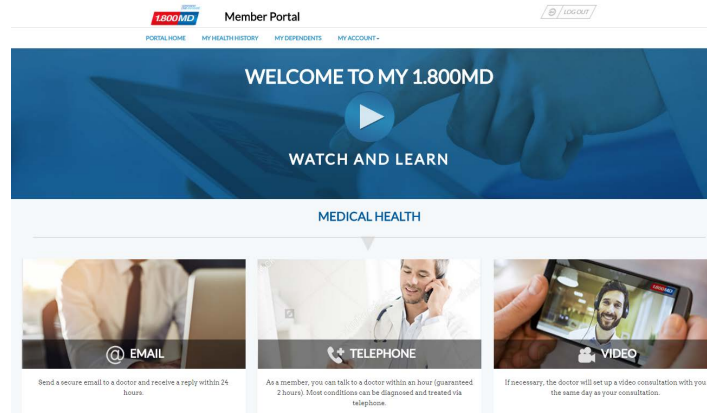 1.800MD
Member Portal
LOG OUT
PORTAL HOME
MY HEALTH HISTORY
MY DEPENDENTS
MY ACCOUNT
WELCOME TO MY 1.800MD
WATCH AND LEARN
MEDICAL HEALTH
1.800MD
@ EMAIL
TELEPHONE
VIDEO
Send a secure email to a doctor and receive a reply within 24
hours.
As a member, you can talk to a doctor within an hour (guaranteed
2 hours). Most conditions can be diagnosed and treated via
telephone.
If necessary, the doctor will set up a video consultation with you
the same day as your consultation.